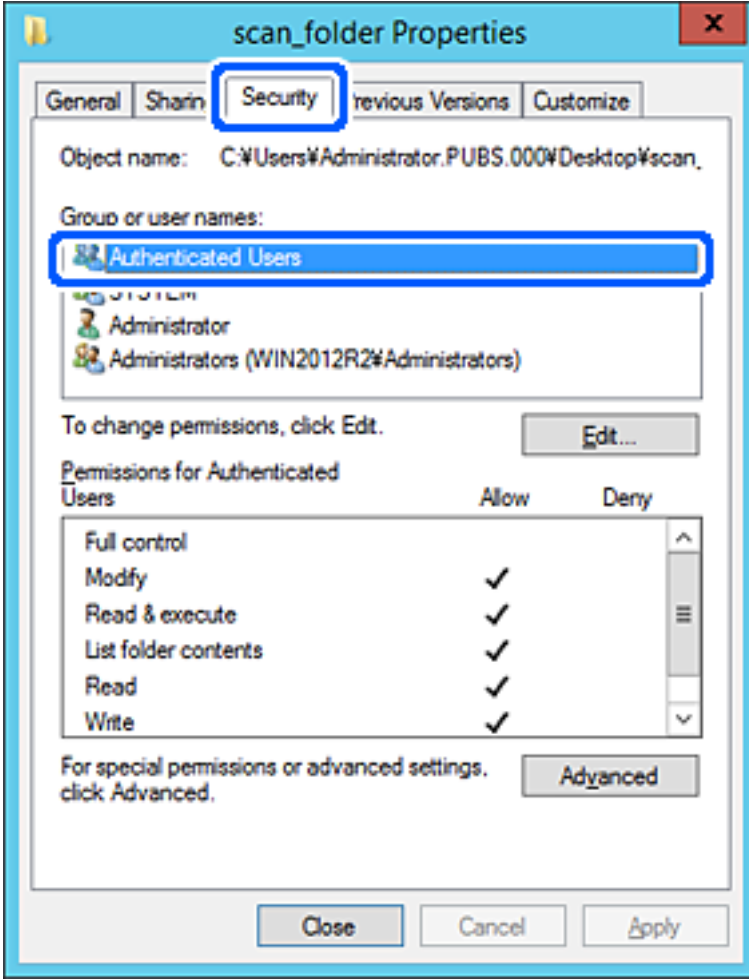 scan_folder Properties
x
General Sharin Security revious Versions Customize
Object name: C:¥Users¥Administrator.PUBS.000¥Desktop¥scan_
Group or user names:
Authenticated Users
SYSTEM
Administrator
Administrators (WIN2012R2¥Administrators)
To change permissions, click Edit.
Edit...
Permissions for Authenticated
Users Allow Deny
Full control
Modify
Read & execute
List folder contents
Read
Write
For special permissions or advanced settings,
click Advanced.
Advanced
Close Cancel Apply